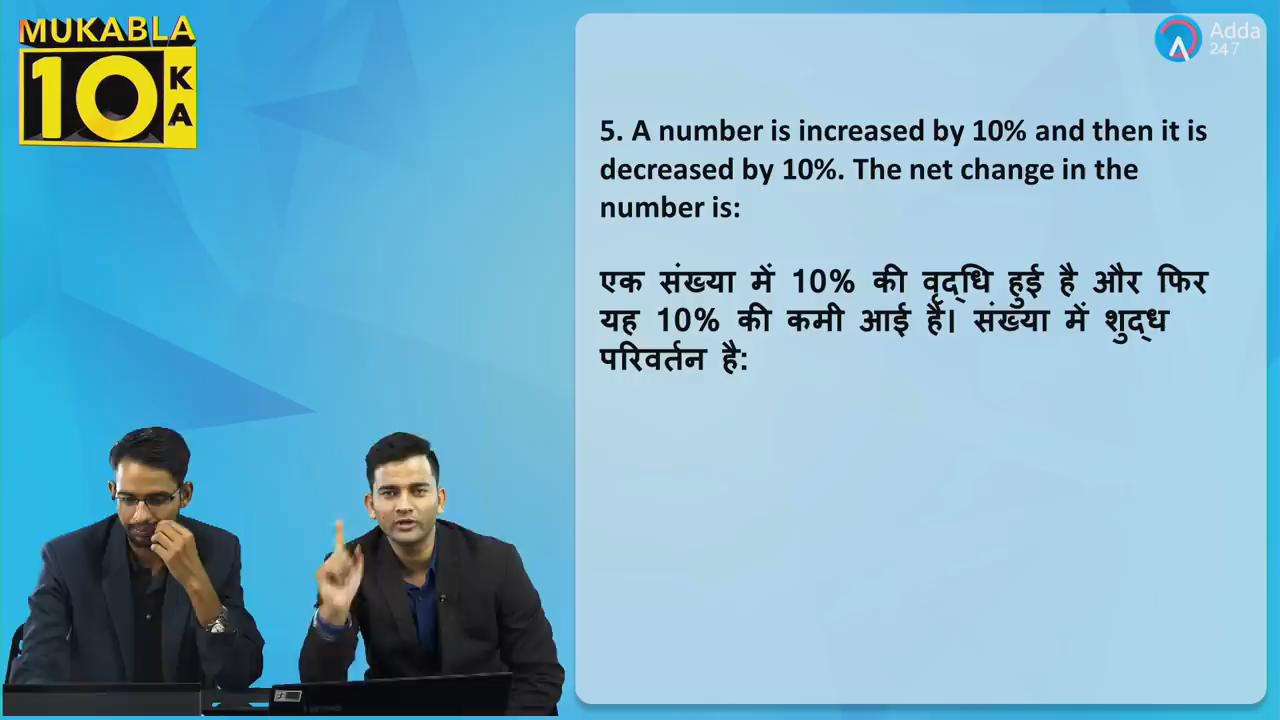 MUKABLA
10 KA
Adda
247
5. A number is increased by 10% and then it is
decreased by 10%. The net change in the
number is:
एक संख्या में 10% की वृद्धि हुई है और फिर
यह 10% की कमी आई है। संख्या में शुद्ध
परिवर्तन है: